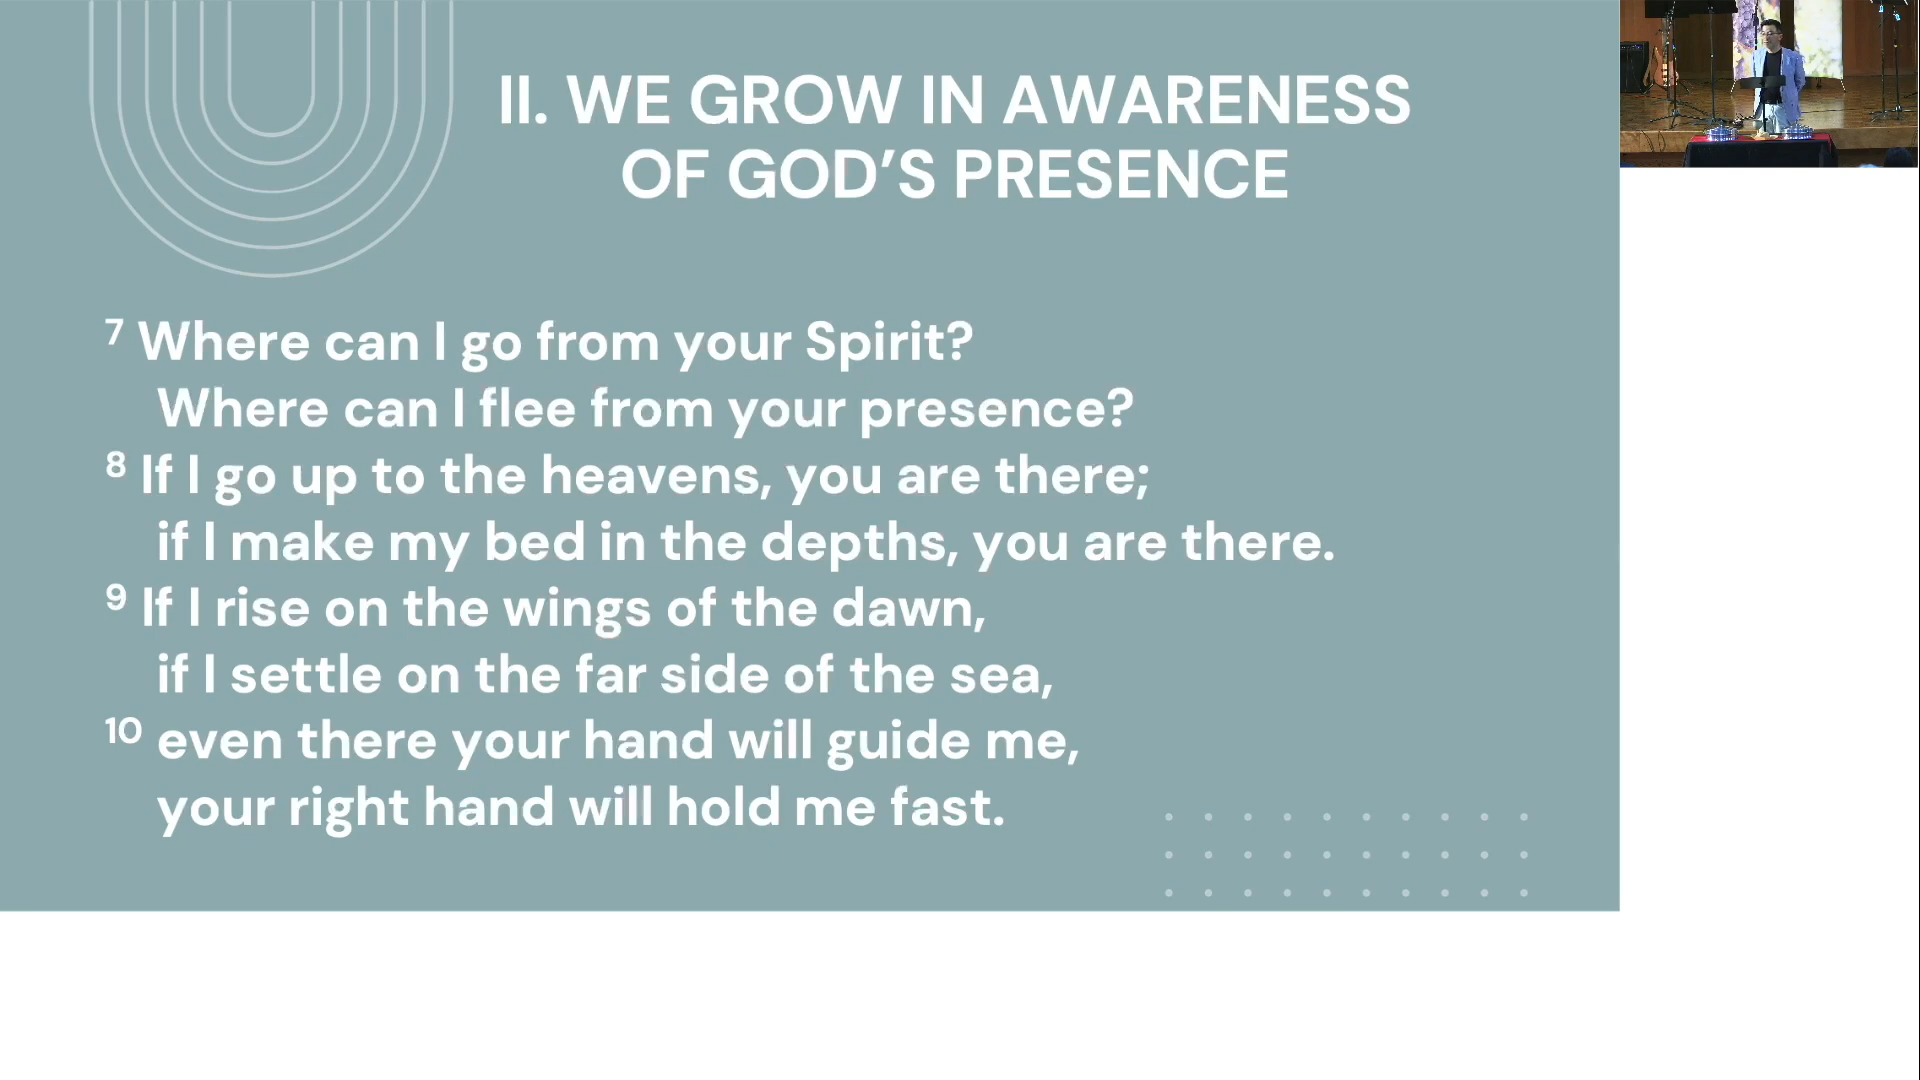 II. WE GROW IN AWARENESS
OF GOD’S PRESENCE
7 Where can I go from your Spirit?
Where can I flee from your presence?
8 If I go up to the heavens, you are there;
if I make my bed in the depths, you are there.
9 If I rise on the wings of the dawn,
if I settle on the far side of the sea,
10 even there your hand will guide me,
your right hand will hold me fast.